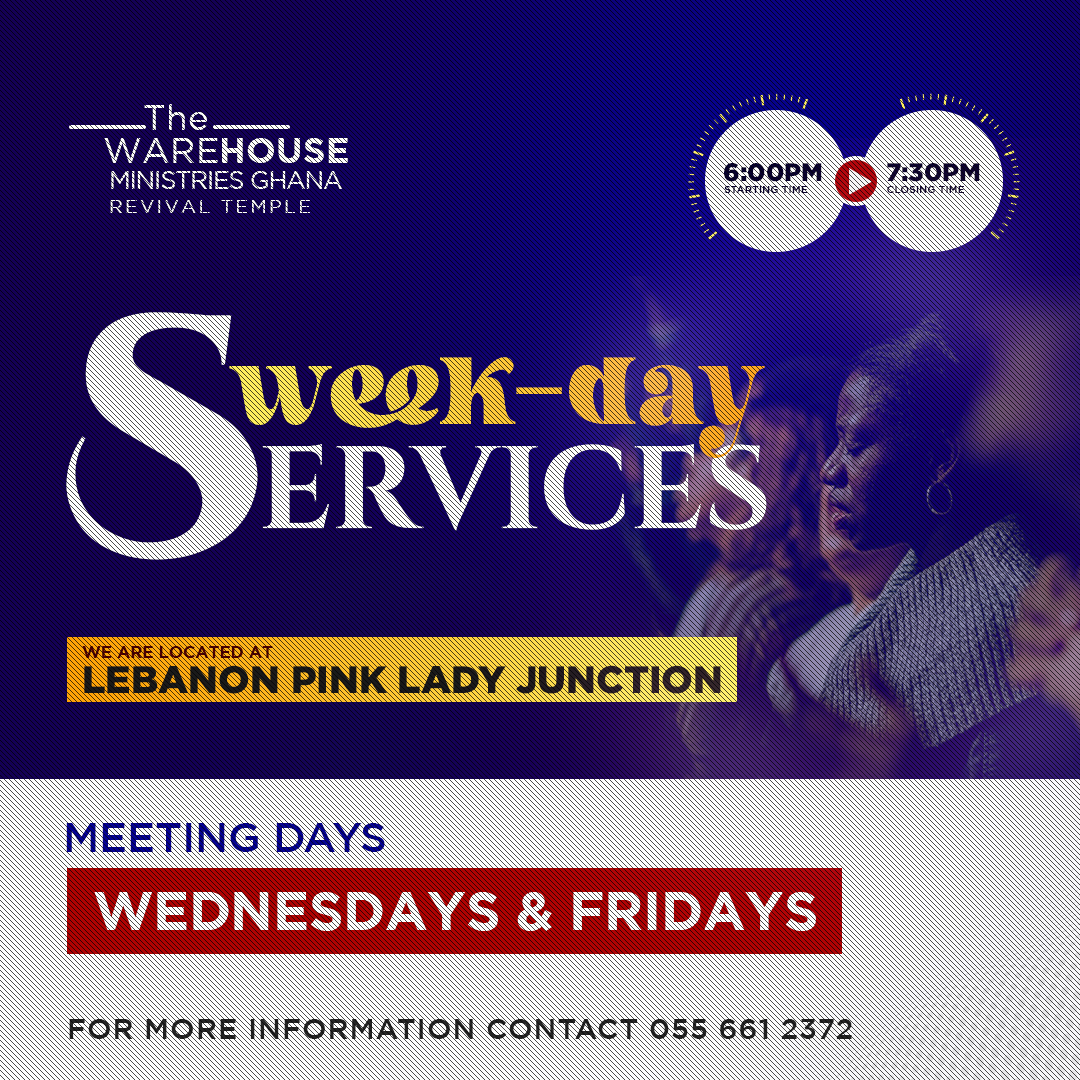 The
WAREHOUSE
MINISTRIES GHANA
REVIVAL TEMPLE
6:00PM
STARTING TIME
7:30PM
CLOSING TIME
week-day
SERVICES
WE ARE LOCATED AT
LEBANON PINK LADY JUNCTION
MEETING DAYS
WEDNESDAYS & FRIDAYS
FOR MORE INFORMATION CONTACT 055 661 2372